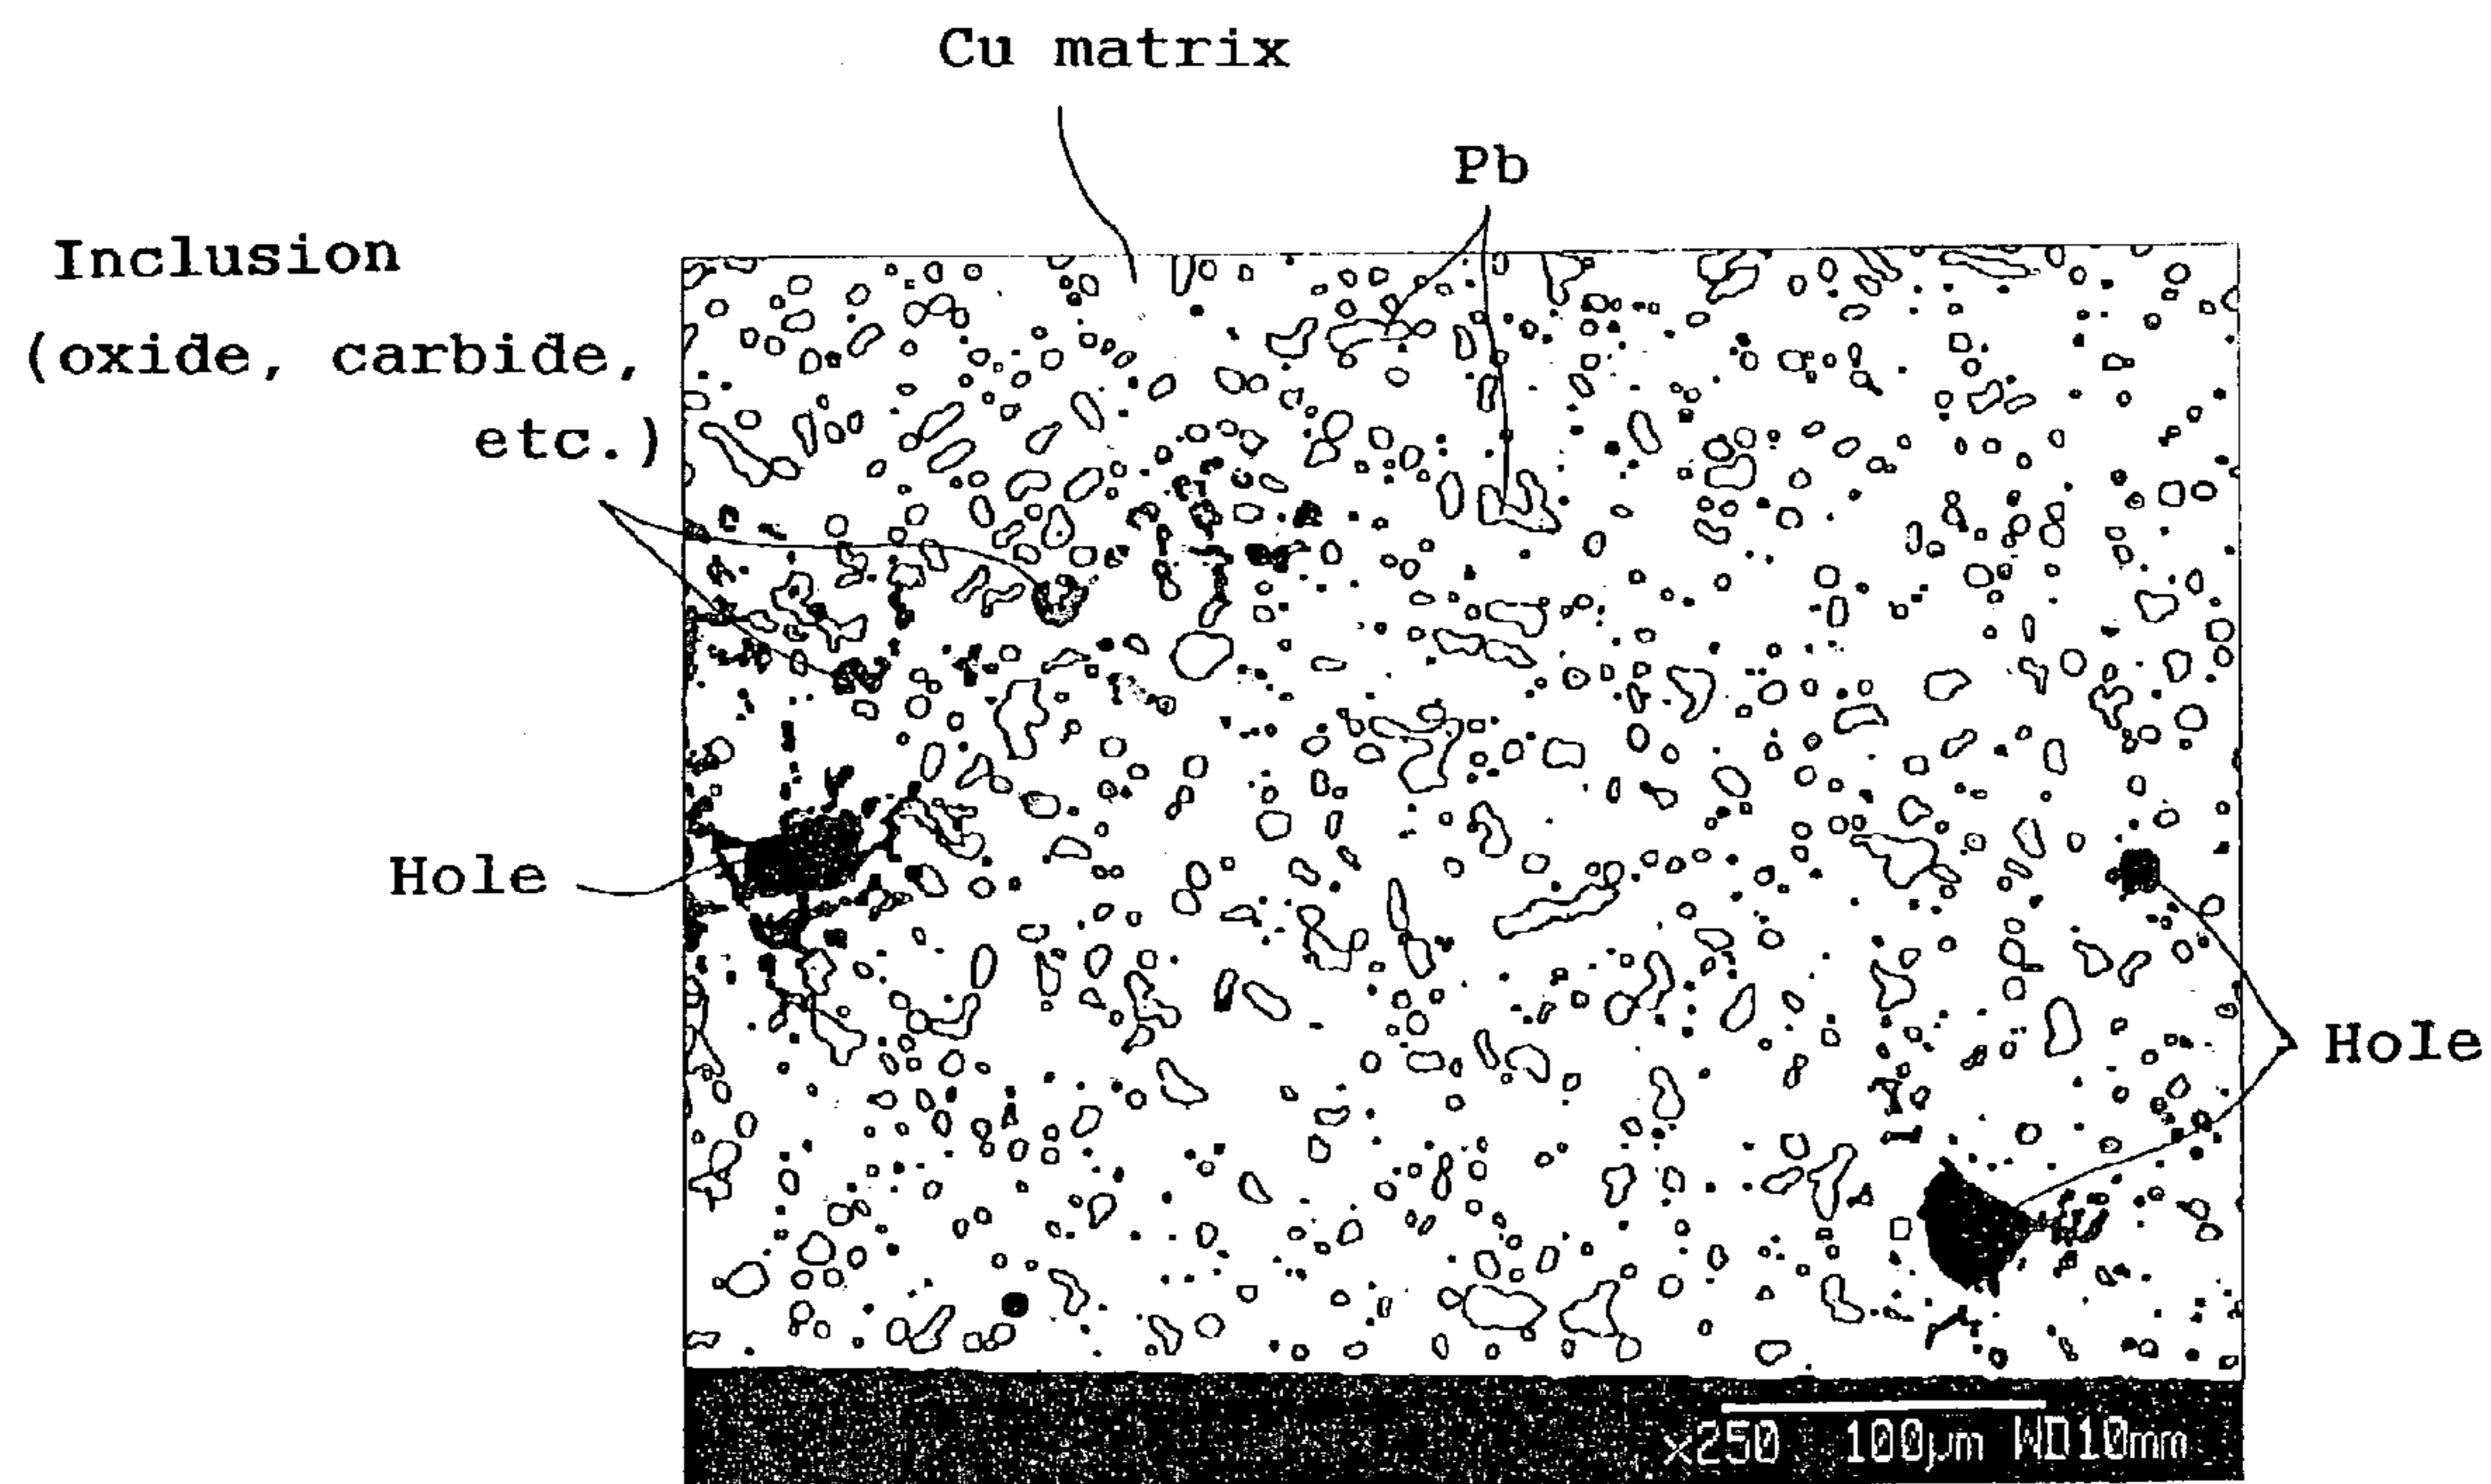 Cu matrix
Pb
Inclusion
(oxide, carbide,
etc.)
Hole
Hole
x250 100μm WD10mm